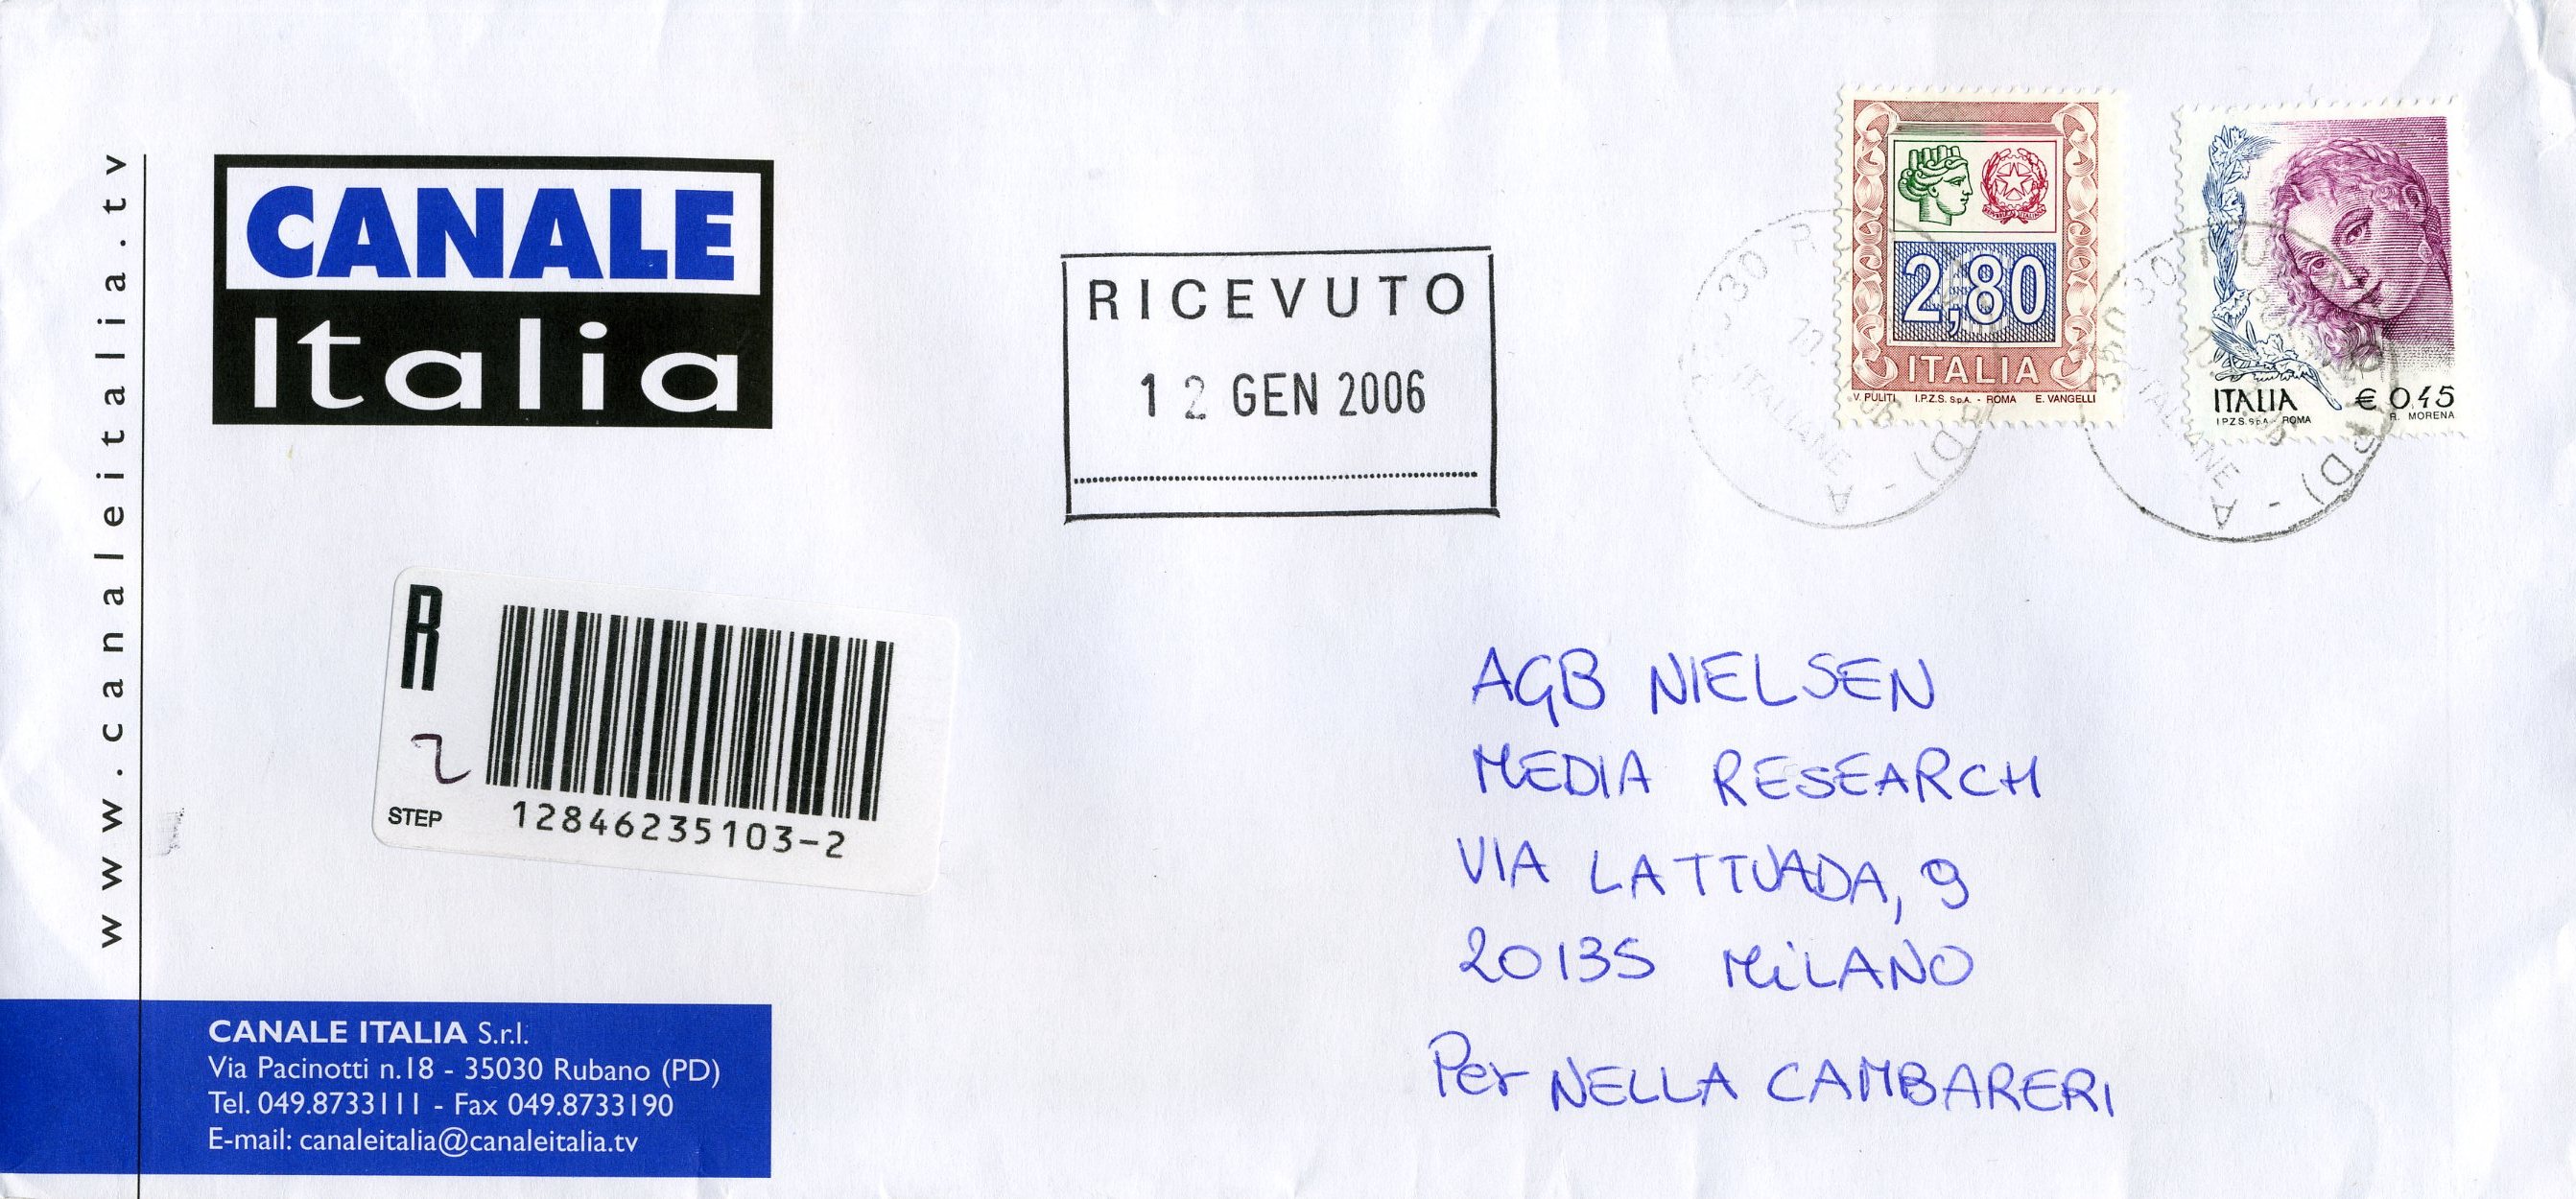 www.canaleitalia.tv
CANALE
Italia
RICEVUTO
12 GEN 2006
2,80
ITALIA
V. PULITI I.P.Z.S. S.p.A. - ROMA E. VANGELLI
ITALIA € 0,45
I.P.Z.S. S.p.A. - ROMA R. MORENA
R
2
STEP
12846235103-2
AGB NIELSEN
MEDIA RESEARCH
VIA LATTUADA, 9
20135 MiLANO
Per NELLA CAMBARERI
CANALE ITALIA S.r.l.
Via Pacinotti n.18 - 35030 Rubano (PD)
Tel. 049.8733111 - Fax 049.8733190
E-mail: canaleitalia@canaleitalia.tv